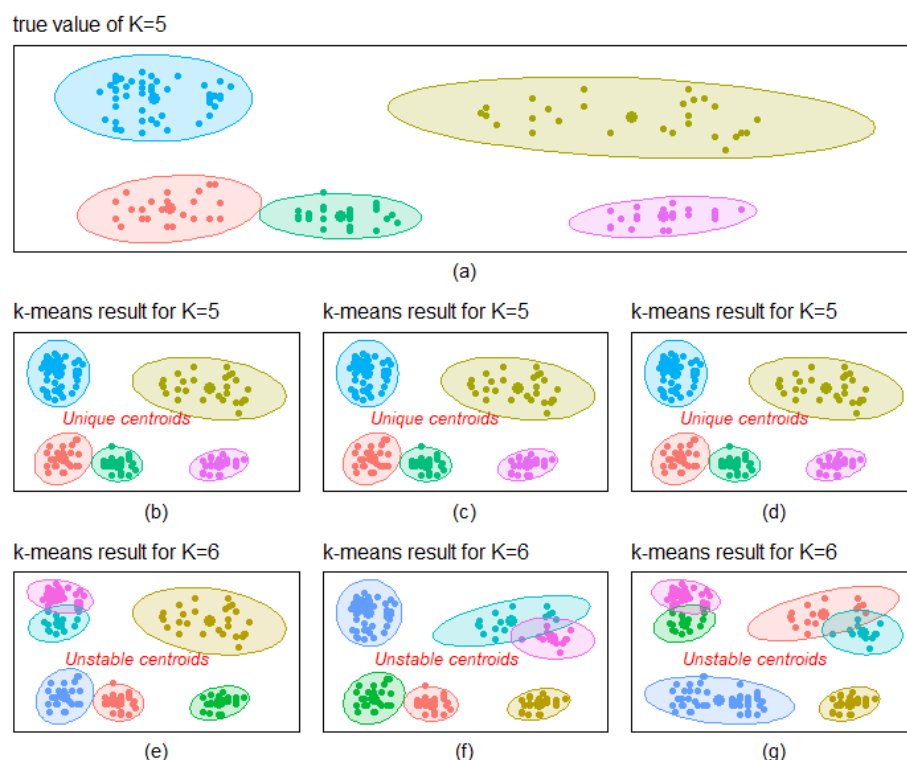 true value of K=5
(a)
k-means result for K=5
k-means result for K=5
k-means result for K=5
Unique centroids
Unique centroids
Unique centroids
(b)
(c)
(d)
k-means result for K=6
k-means result for K=6
k-means result for K=6
Unstable centroids
Unstable centroids
Unstable centroids
(e)
(f)
(g)